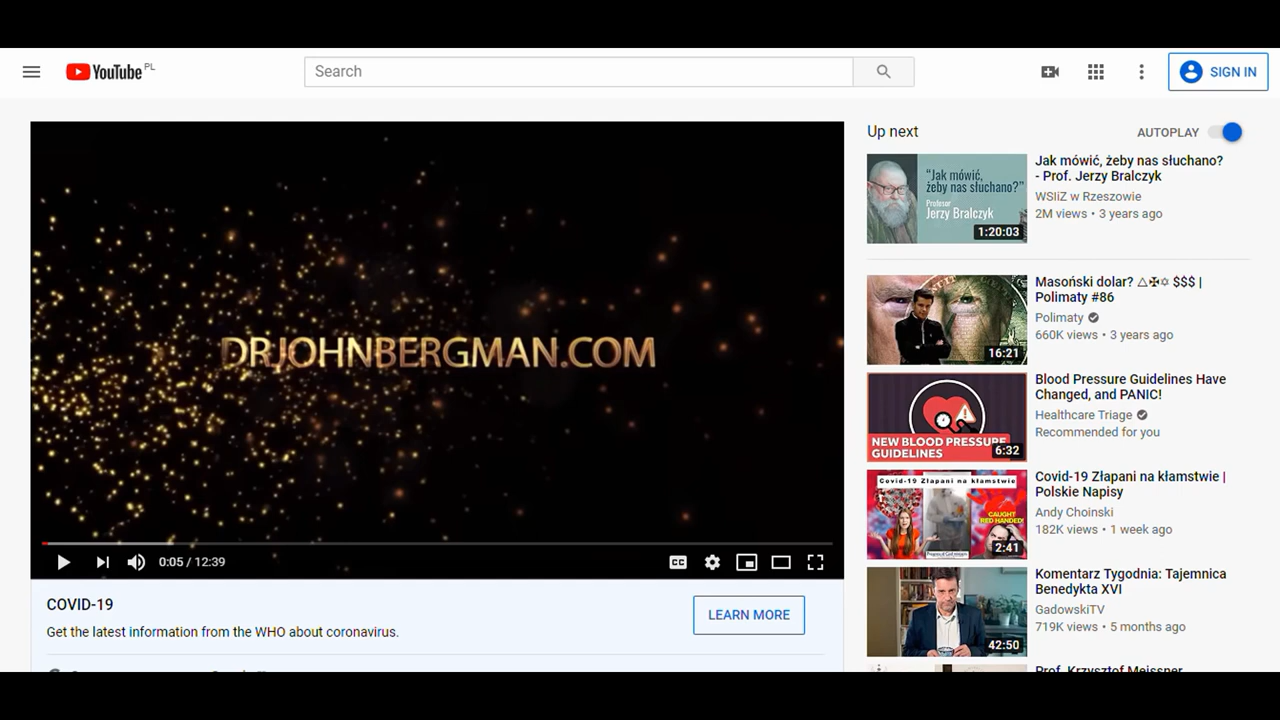 YouTube PL
Search
SIGN IN
DRJOHNBERGMAN.COM
0:05 / 12:39
CC
COVID-19
Get the latest information from the WHO about coronavirus.
LEARN MORE
Up next
AUTOPLAY
"Jak mówić,
żeby nas słuchano?"
Profesor
Jerzy Bralczyk
1:20:03
Jak mówić, żeby nas słuchano?
- Prof. Jerzy Bralczyk
WSIiZ w Rzeszowie
2M views • 3 years ago
16:21
Masoński dolar? △✠✡ $$$ |
Polimaty #86
Polimaty
660K views • 3 years ago
NEW BLOOD PRESSURE
GUIDELINES
6:32
Blood Pressure Guidelines Have
Changed, and PANIC!
Healthcare Triage
Recommended for you
Covid-19 Złapani na kłamstwie
CAUGHT
RED HANDED!
2:41
Covid-19 Złapani na kłamstwie |
Polskie Napisy
Andy Choinski
182K views • 1 week ago
42:50
Komentarz Tygodnia: Tajemnica
Benedykta XVI
GadowskiTV
719K views • 5 months ago
Prof. Krzysztof Meissner